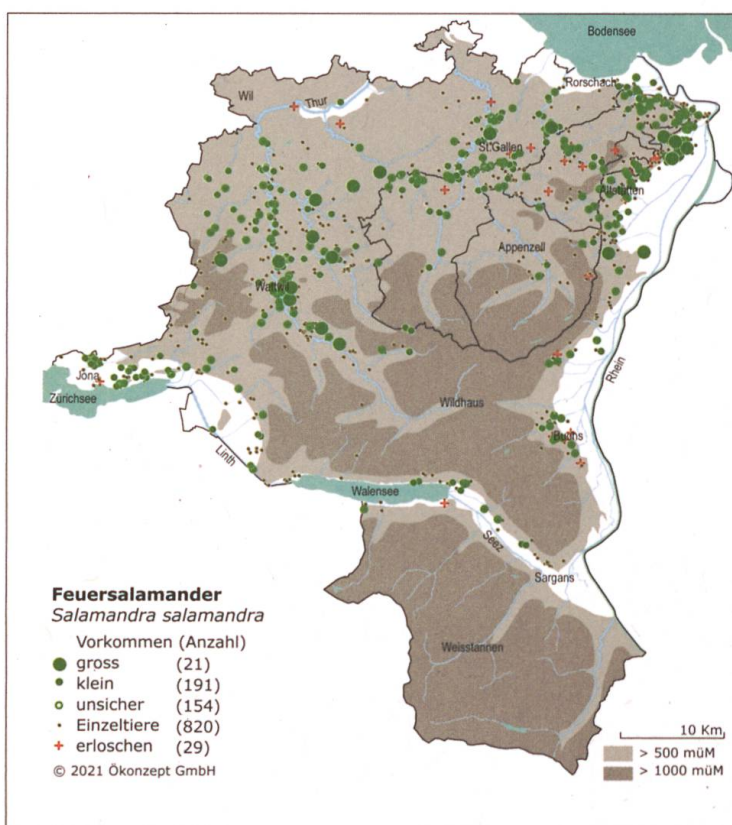 Bodensee
Rorschach
Wil
Thur
St.Gallen
Altstätten
Appenzell
Wattwil
Jona
Zürichsee
Rhein
Wildhaus
Buchs
Linth
Walensee
Seez
Sargans
Weisstannen
Feuersalamander
Salamandra salamandra
Vorkommen (Anzahl)
gross (21)
klein (191)
unsicher (154)
Einzeltiere (820)
erloschen (29)
© 2021 Ökonzept GmbH
10 Km
> 500 müM
> 1000 müM